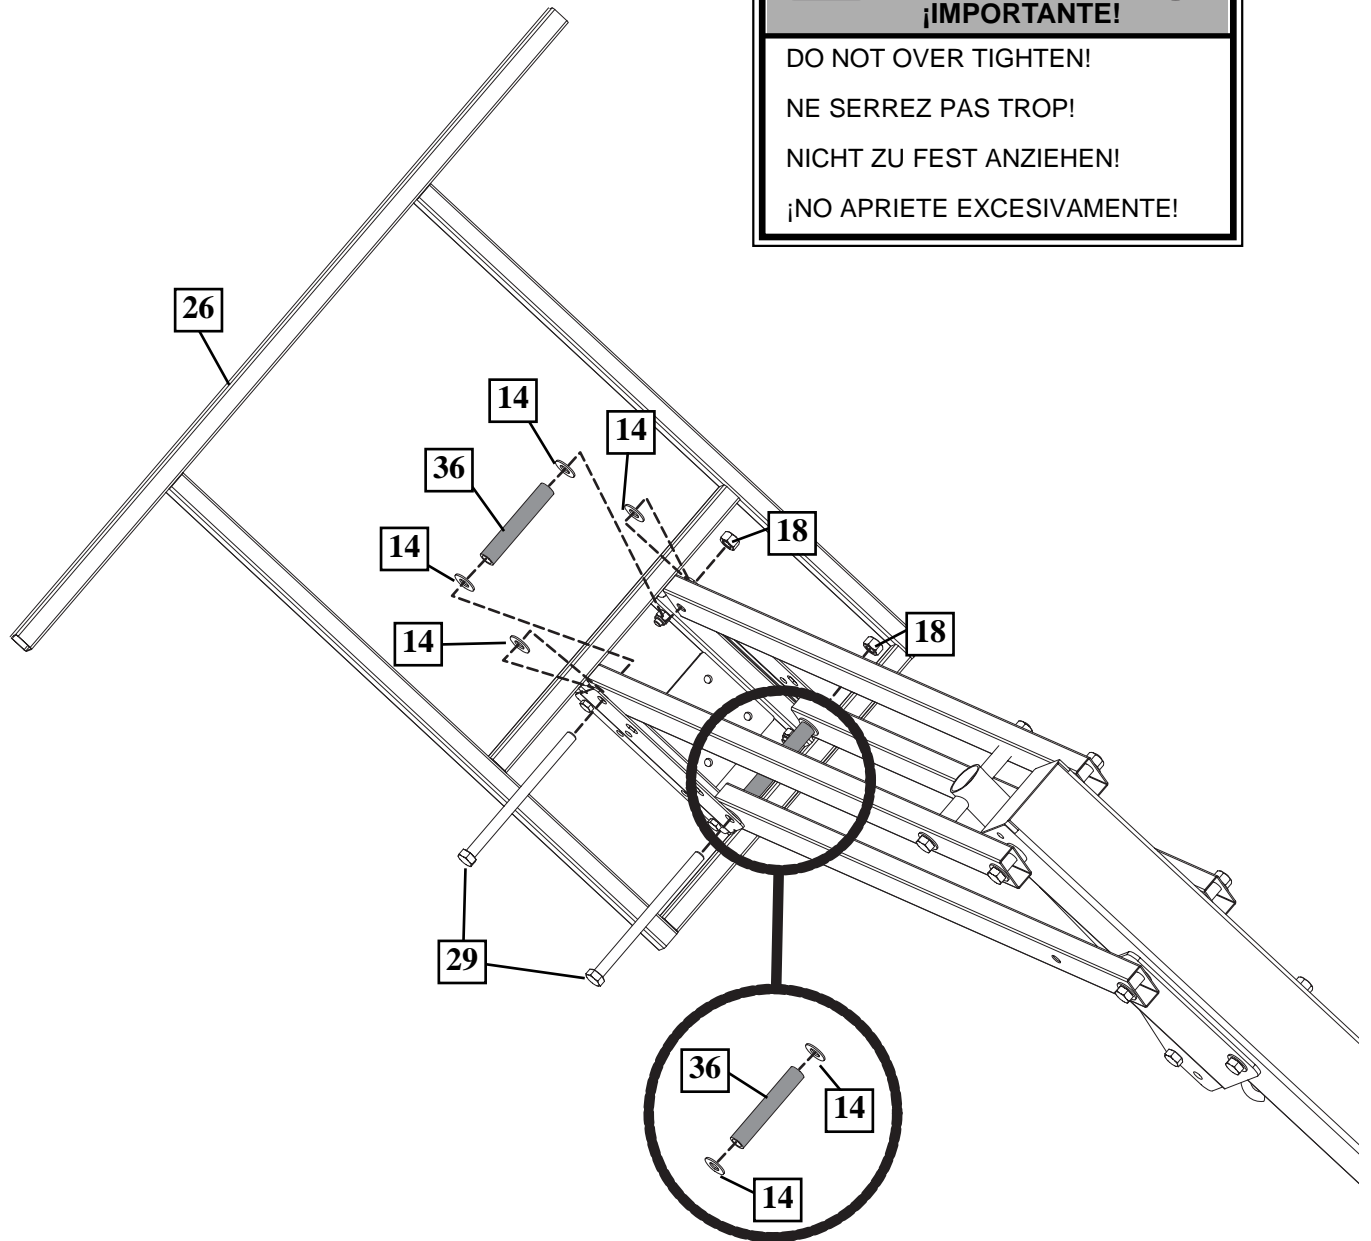 ¡IMPORTANTE!
DO NOT OVER TIGHTEN!
NE SERREZ PAS TROP!
NICHT ZU FEST ANZIEHEN!
¡NO APRIETE EXCESIVAMENTE!
26
14
14
36
18
14
14
18
29
36
14
14